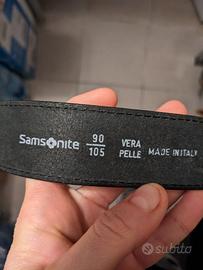 Samsonite 90 VERA
105 PELLE MADE IN ITALY
subito